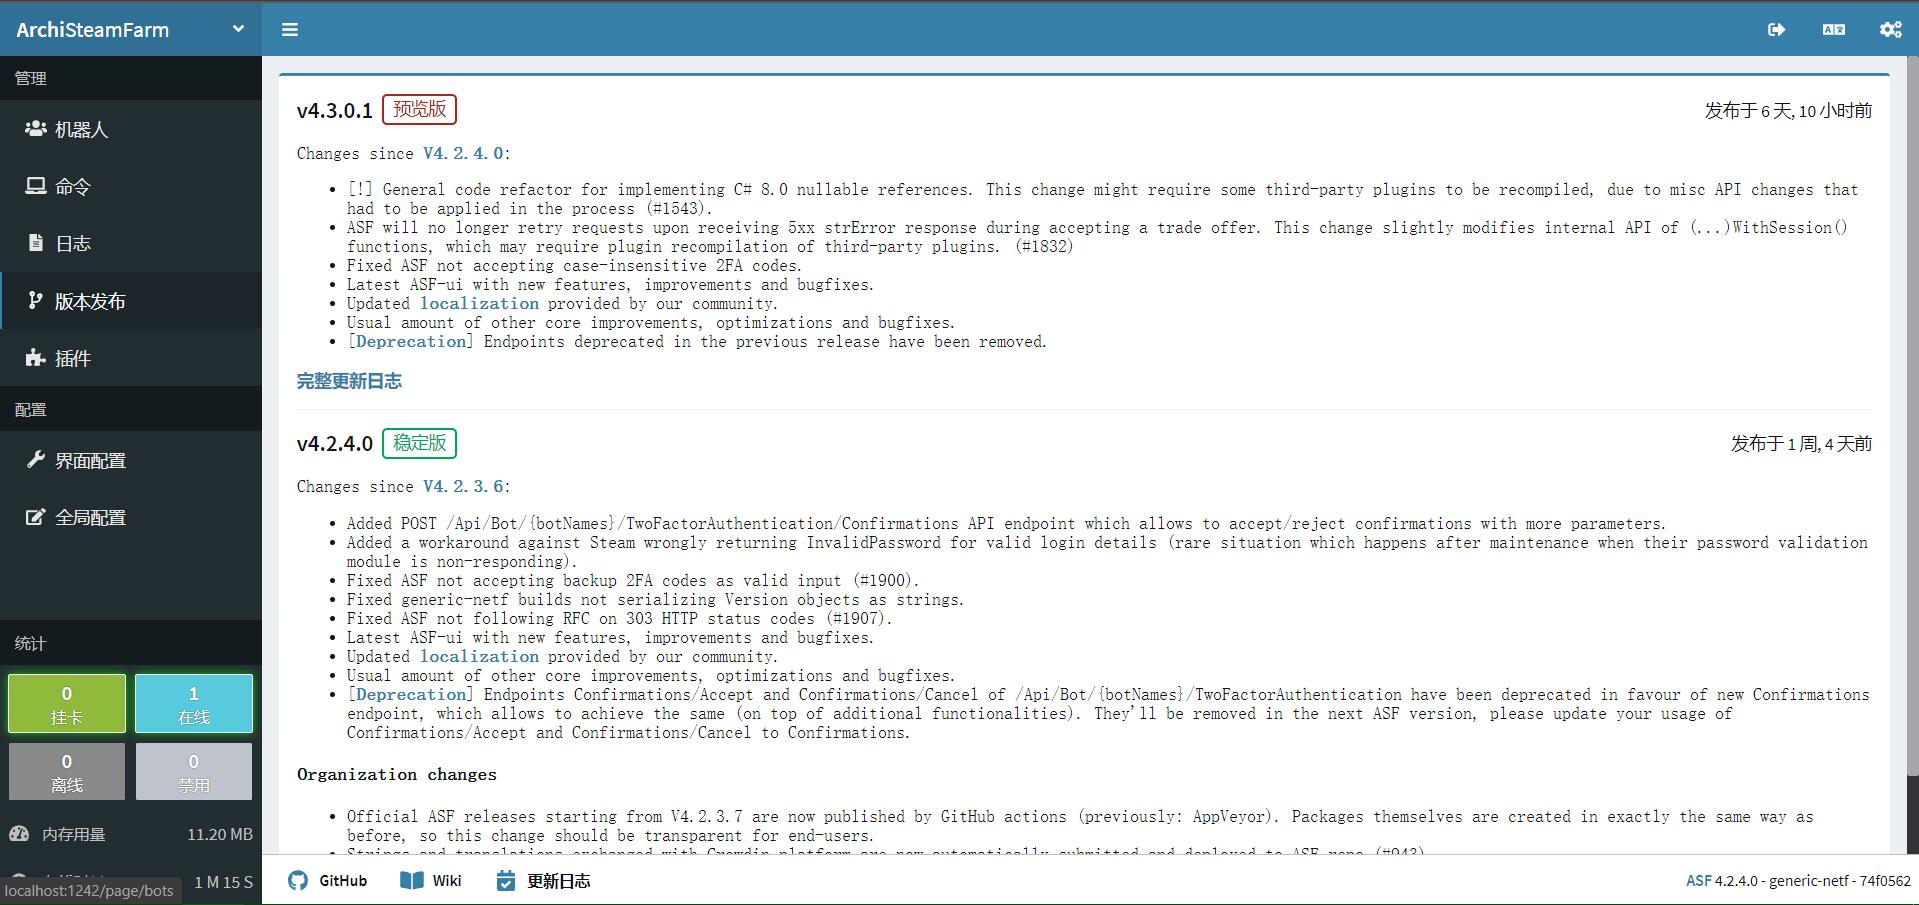 ArchiSteamFarm
管理
机器人
命令
日志
版本发布
插件
配置
界面配置
全局配置
统计
0
挂卡
1
在线
0
离线
0
禁用
内存用量 11.20 MB
1 M 15 S
localhost:1242/page/bots
v4.3.0.1 预览版 发布于 6 天, 10 小时前
Changes since V4.2.4.0:
[!] General code refactor for implementing C# 8.0 nullable references. This change might require some third-party plugins to be recompiled, due to misc API changes that
had to be applied in the process (#1543).
ASF will no longer retry requests upon receiving 5xx strError response during accepting a trade offer. This change slightly modifies internal API of (...)WithSession()
functions, which may require plugin recompilation of third-party plugins. (#1832)
Fixed ASF not accepting case-insensitive 2FA codes.
Latest ASF-ui with new features, improvements and bugfixes.
Updated localization provided by our community.
Usual amount of other core improvements, optimizations and bugfixes.
[Deprecation] Endpoints deprecated in the previous release have been removed.
完整更新日志
v4.2.4.0 稳定版 发布于 1 周, 4 天前
Changes since V4.2.3.6:
Added POST /Api/Bot/{botNames}/TwoFactorAuthentication/Confirmations API endpoint which allows to accept/reject confirmations with more parameters.
Added a workaround against Steam wrongly returning InvalidPassword for valid login details (rare situation which happens after maintenance when their password validation
module is non-responding).
Fixed ASF not accepting backup 2FA codes as valid input (#1900).
Fixed generic-netf builds not serializing Version objects as strings.
Fixed ASF not following RFC on 303 HTTP status codes (#1907).
Latest ASF-ui with new features, improvements and bugfixes.
Updated localization provided by our community.
Usual amount of other core improvements, optimizations and bugfixes.
[Deprecation] Endpoints Confirmations/Accept and Confirmations/Cancel of /Api/Bot/{botNames}/TwoFactorAuthentication have been deprecated in favour of new Confirmations
endpoint, which allows to achieve the same (on top of additional functionalities). They'll be removed in the next ASF version, please update your usage of
Confirmations/Accept and Confirmations/Cancel to Confirmations.
Organization changes
Official ASF releases starting from V4.2.3.7 are now published by GitHub actions (previously: AppVeyor). Packages themselves are created in exactly the same way as
before, so this change should be transparent for end-users.
Strings and translations exchanged with Crowdin platform are now automatically submitted and deployed to ASF repo (#943)
GitHub Wiki 更新日志 ASF 4.2.4.0 - generic-netf - 74f0562